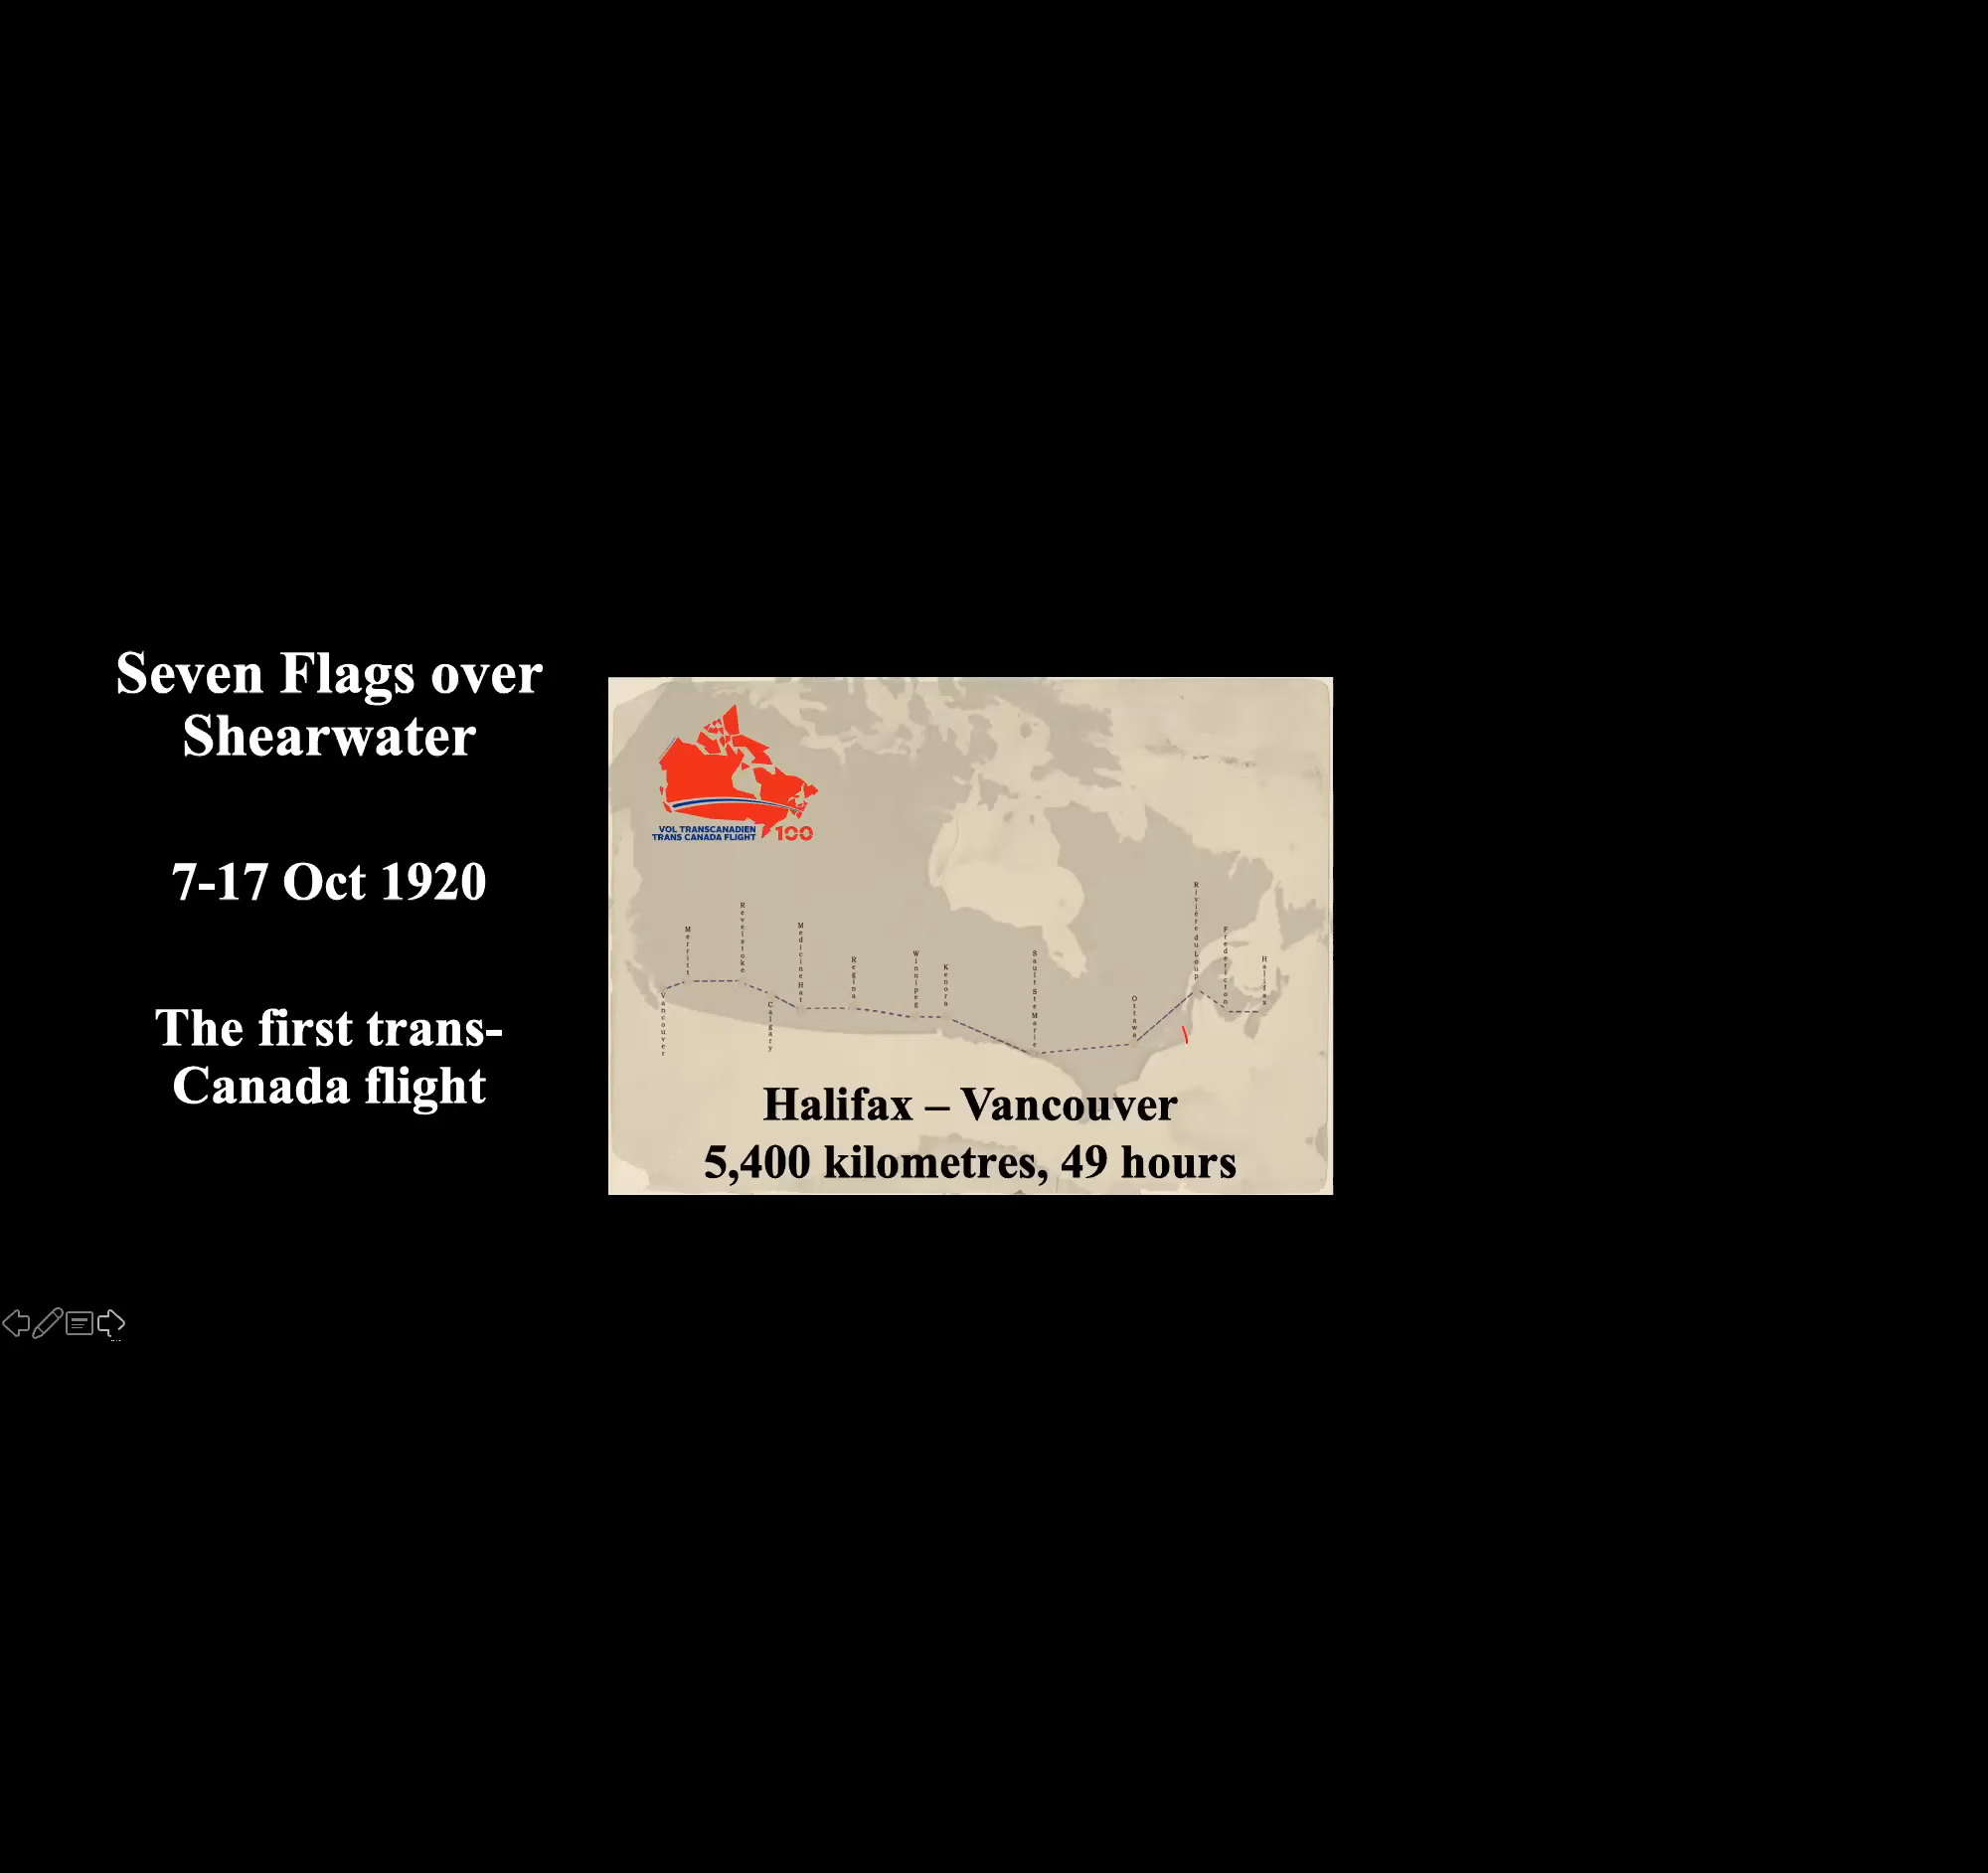 Seven Flags over
Shearwater
7-17 Oct 1920
The first trans-
Canada flight
VOL TRANSCANADIEN
TRANS CANADA FLIGHT
100
Vancouver
Merritt
Revelstoke
Calgary
Medicine Hat
Regina
Winnipeg
Kenora
Sault Ste Marie
Ottawa
Rivière du Loup
Fredericton
Halifax
Halifax – Vancouver
5,400 kilometres, 49 hours